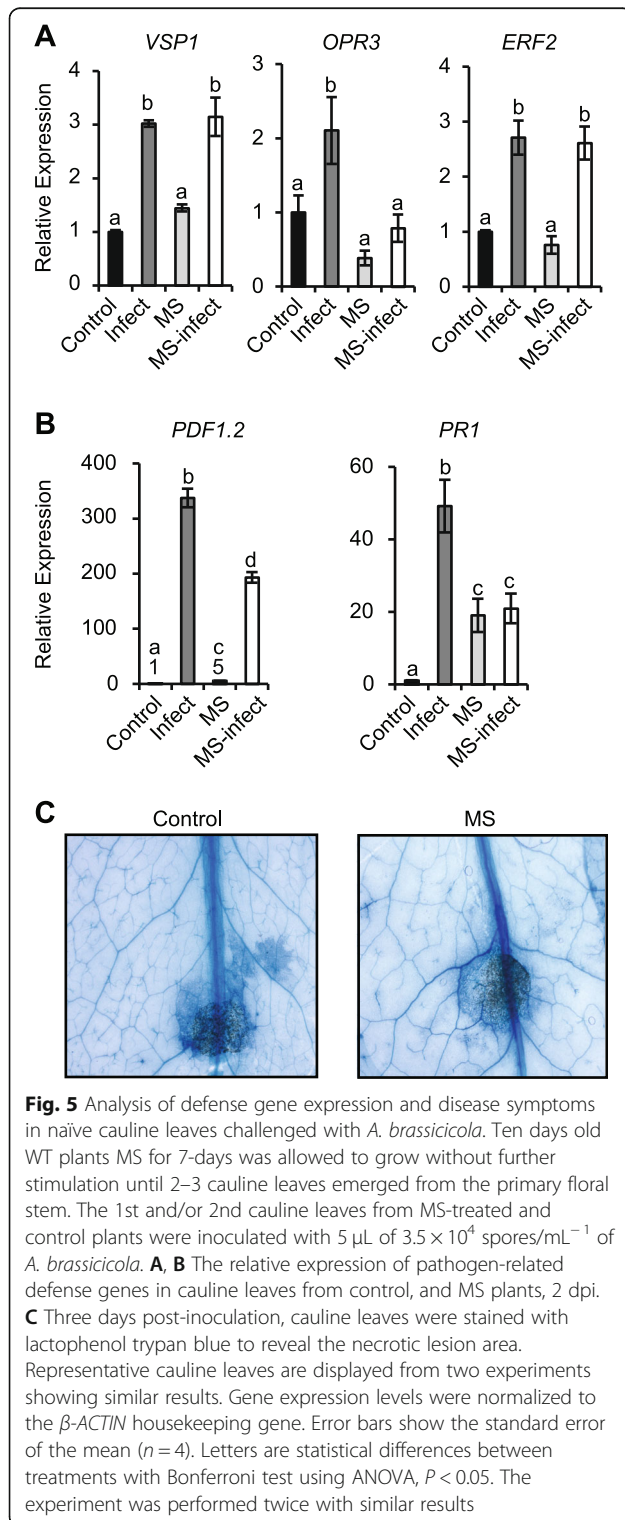 A
VSP1
OPR3
ERF2
Relative Expression
4
3
2
1
0
a
b
a
b
Control
Infect
MS
MS-infect
3
2
1
0
a
b
a
a
Control
Infect
MS
MS-infect
4
3
2
1
0
a
b
a
b
Control
Infect
MS
MS-infect
B
PDF1.2
PR1
Relative Expression
400
300
200
100
0
a
1
b
c
5
d
Control
Infect
MS
MS-infect
60
40
20
0
a
b
c
c
Control
Infect
MS
MS-infect
C
Control
MS
Fig. 5 Analysis of defense gene expression and disease symptoms
in naïve cauline leaves challenged with A. brassicicola. Ten days old
WT plants MS for 7-days was allowed to grow without further
stimulation until 2–3 cauline leaves emerged from the primary floral
stem. The 1st and/or 2nd cauline leaves from MS-treated and
control plants were inoculated with 5 μL of 3.5 × 10⁴ spores/mL⁻¹ of
A. brassicicola. A, B The relative expression of pathogen-related
defense genes in cauline leaves from control, and MS plants, 2 dpi.
C Three days post-inoculation, cauline leaves were stained with
lactophenol trypan blue to reveal the necrotic lesion area.
Representative cauline leaves are displayed from two experiments
showing similar results. Gene expression levels were normalized to
the β-ACTIN housekeeping gene. Error bars show the standard error
of the mean (n = 4). Letters are statistical differences between
treatments with Bonferroni test using ANOVA, P < 0.05. The
experiment was performed twice with similar results